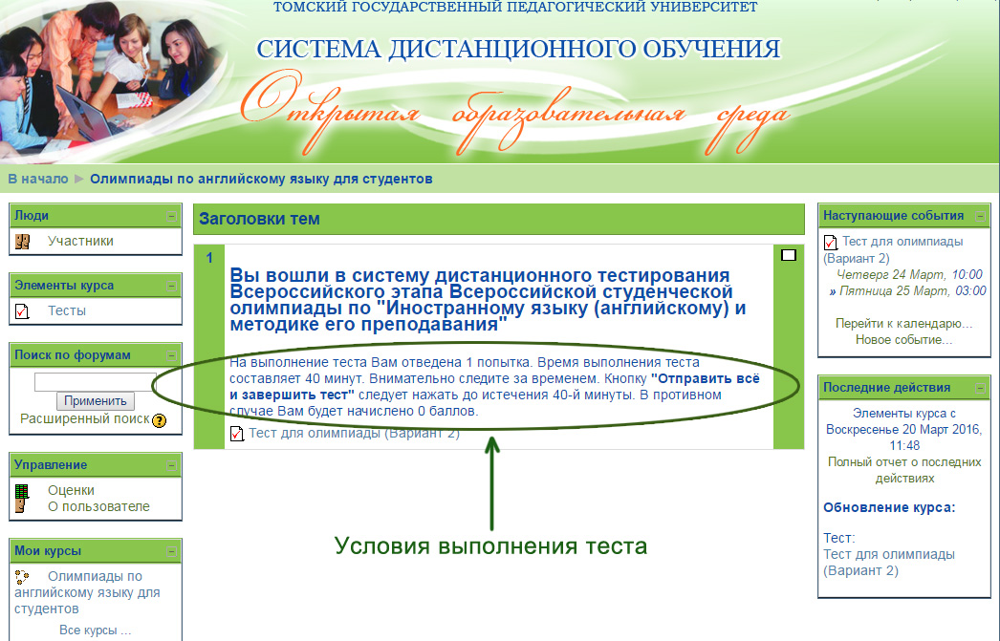 ТОМСКИЙ ГОСУДАРСТВЕННЫЙ ПЕДАГОГИЧЕСКИЙ УНИВЕРСИТЕТ
СИСТЕМА ДИСТАНЦИОННОГО ОБУЧЕНИЯ
Открытая образовательная среда
В начало ► Олимпиады по английскому языку для студентов
Люди
Участники
Элементы курса
Тесты
Поиск по форумам
Применить
Расширенный поиск ?
Управление
Оценки
О пользователе
Мои курсы
Олимпиады по
английскому языку для
студентов
Все курсы ...
Заголовки тем
1
Вы вошли в систему дистанционного тестирования
Всероссийского этапа Всероссийской студенческой
олимпиады по "Иностранному языку (английскому) и
методике его преподавания"
На выполнение теста Вам отведена 1 попытка. Время выполнения теста
составляет 40 минут. Внимательно следите за временем. Кнопку "Отправить всё
и завершить тест" следует нажать до истечения 40-й минуты. В противном
случае Вам будет начислено 0 баллов.
Тест для олимпиады (Вариант 2)
Условия выполнения теста
Наступающие события
Тест для олимпиады
(Вариант 2)
Четверг 24 Март, 10:00
» Пятница 25 Март, 03:00
Перейти к календарю...
Новое событие...
Последние действия
Элементы курса с
Воскресенье 20 Март 2016,
11:48
Полный отчет о последних
действиях
Обновление курса:
Тест:
Тест для олимпиады
(Вариант 2)